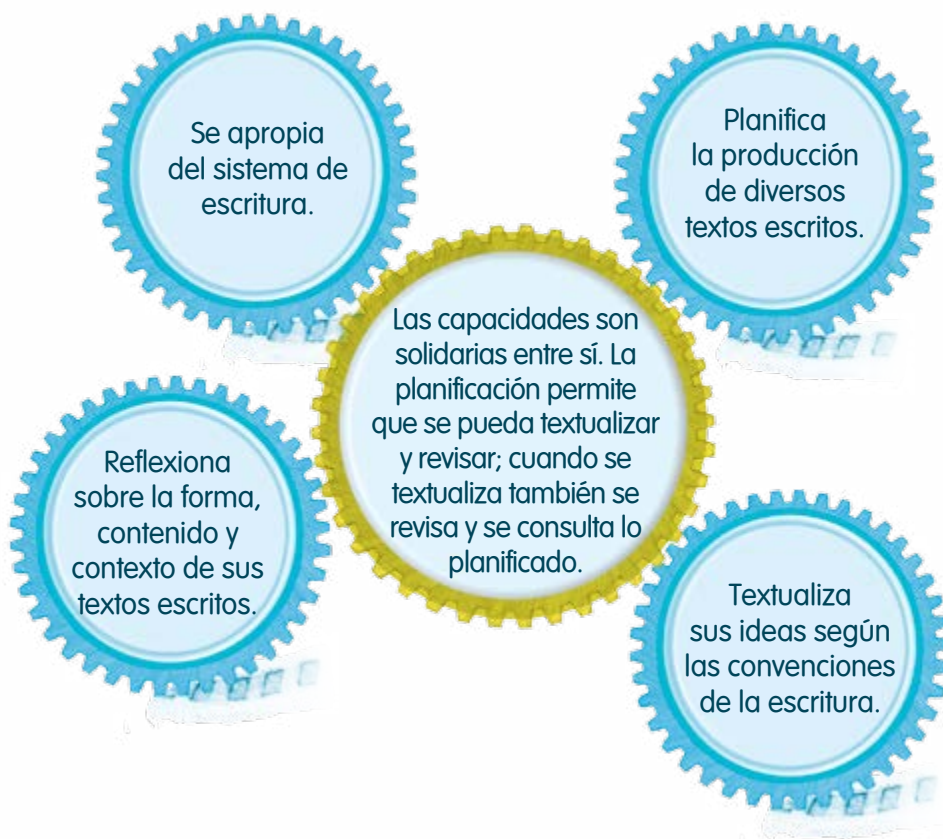 Se apropia
del sistema de
escritura.
Planifica
la producción
de diversos
textos escritos.
Las capacidades son
solidarias entre sí. La
planificación permite
que se pueda textualizar
y revisar; cuando se
textualiza también se
revisa y se consulta lo
planificado.
Reflexiona
sobre la forma,
contenido y
contexto de sus
textos escritos.
Textualiza
sus ideas según
las convenciones
de la escritura.